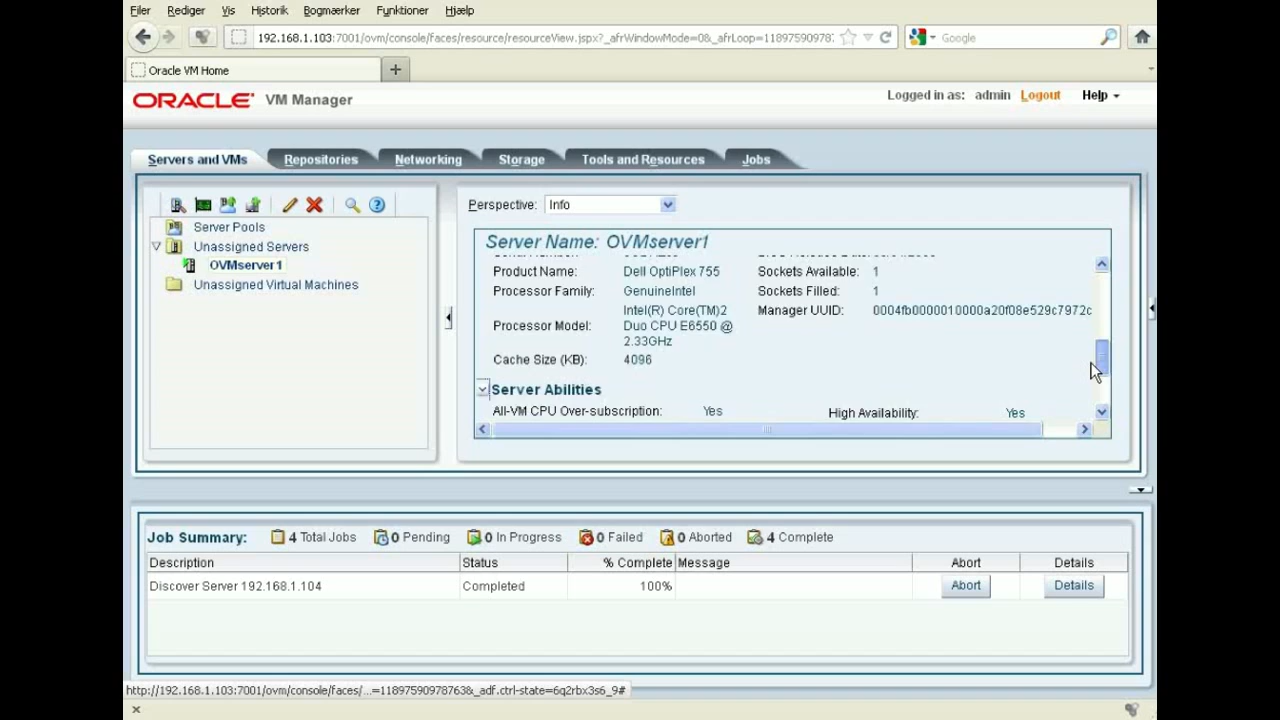 Filer Rediger Vis Historik Bogmærker Funktioner Hjælp
192.168.1.103:7001/ovm/console/faces/resource/resourceView.jspx?_afrWindowMode=0&_afrLoop=11897590978 Google
Oracle VM Home +
ORACLE VM Manager Logged in as: admin Logout Help
Servers and VMs Repositories Networking Storage Tools and Resources Jobs
Perspective: Info
Server Pools
Unassigned Servers
OVMserver1
Unassigned Virtual Machines
Server Name: OVMserver1
Product Name: Dell OptiPlex 755 Sockets Available: 1
Processor Family: GenuineIntel Sockets Filled: 1
Processor Model: Intel(R) Core(TM)2 Duo CPU E6550 @ 2.33GHz Manager UUID: 0004fb0000010000a20f08e529c7972c
Cache Size (KB): 4096
Server Abilities
All-VM CPU Over-subscription: Yes High Availability: Yes
Job Summary: 4 Total Jobs 0 Pending 0 In Progress 0 Failed 0 Aborted 4 Complete
Description Status % Complete Message Abort Details
Discover Server 192.168.1.104 Completed 100% Abort Details
http://192.168.1.103:7001/ovm/console/faces/...=11897590978763&_adf.ctrl-state=6q2rbx3s6_9#